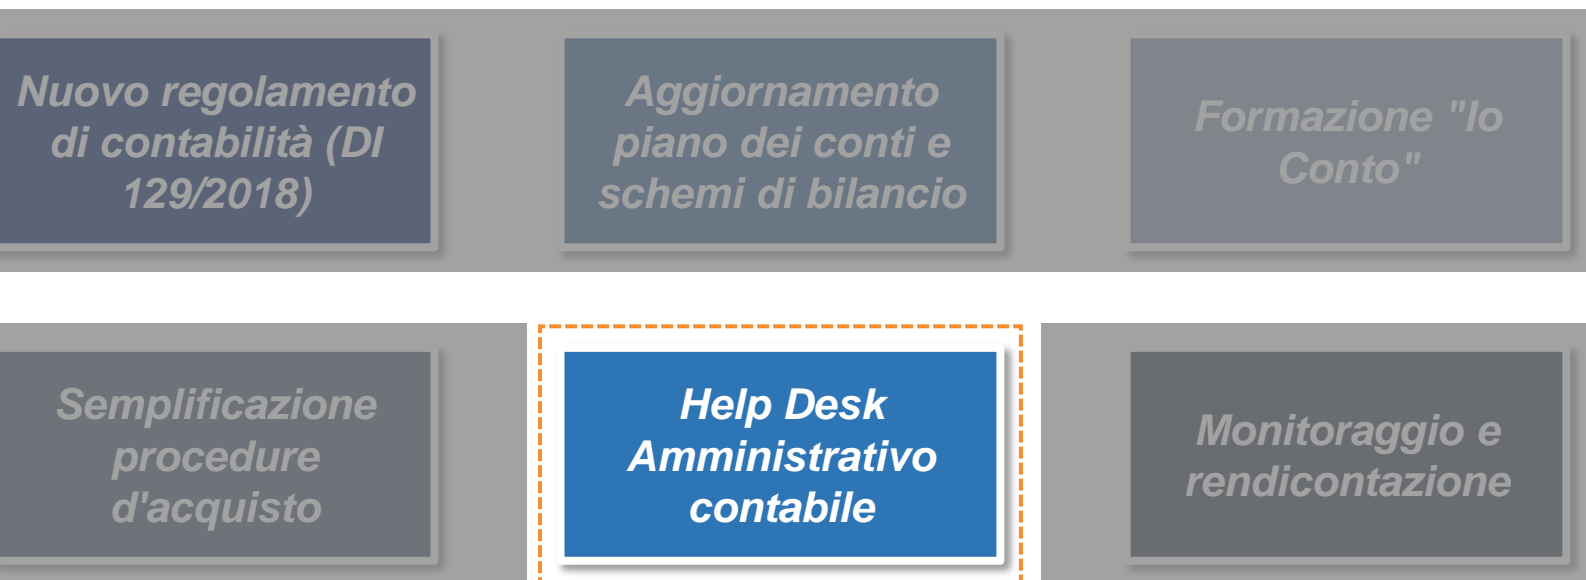 Nuovo regolamento
di contabilità (DI
129/2018)
Aggiornamento
piano dei conti e
schemi di bilancio
Formazione "Io
Conto"
Semplificazione
procedure
d'acquisto
Help Desk
Amministrativo
contabile
Monitoraggio e
rendicontazione